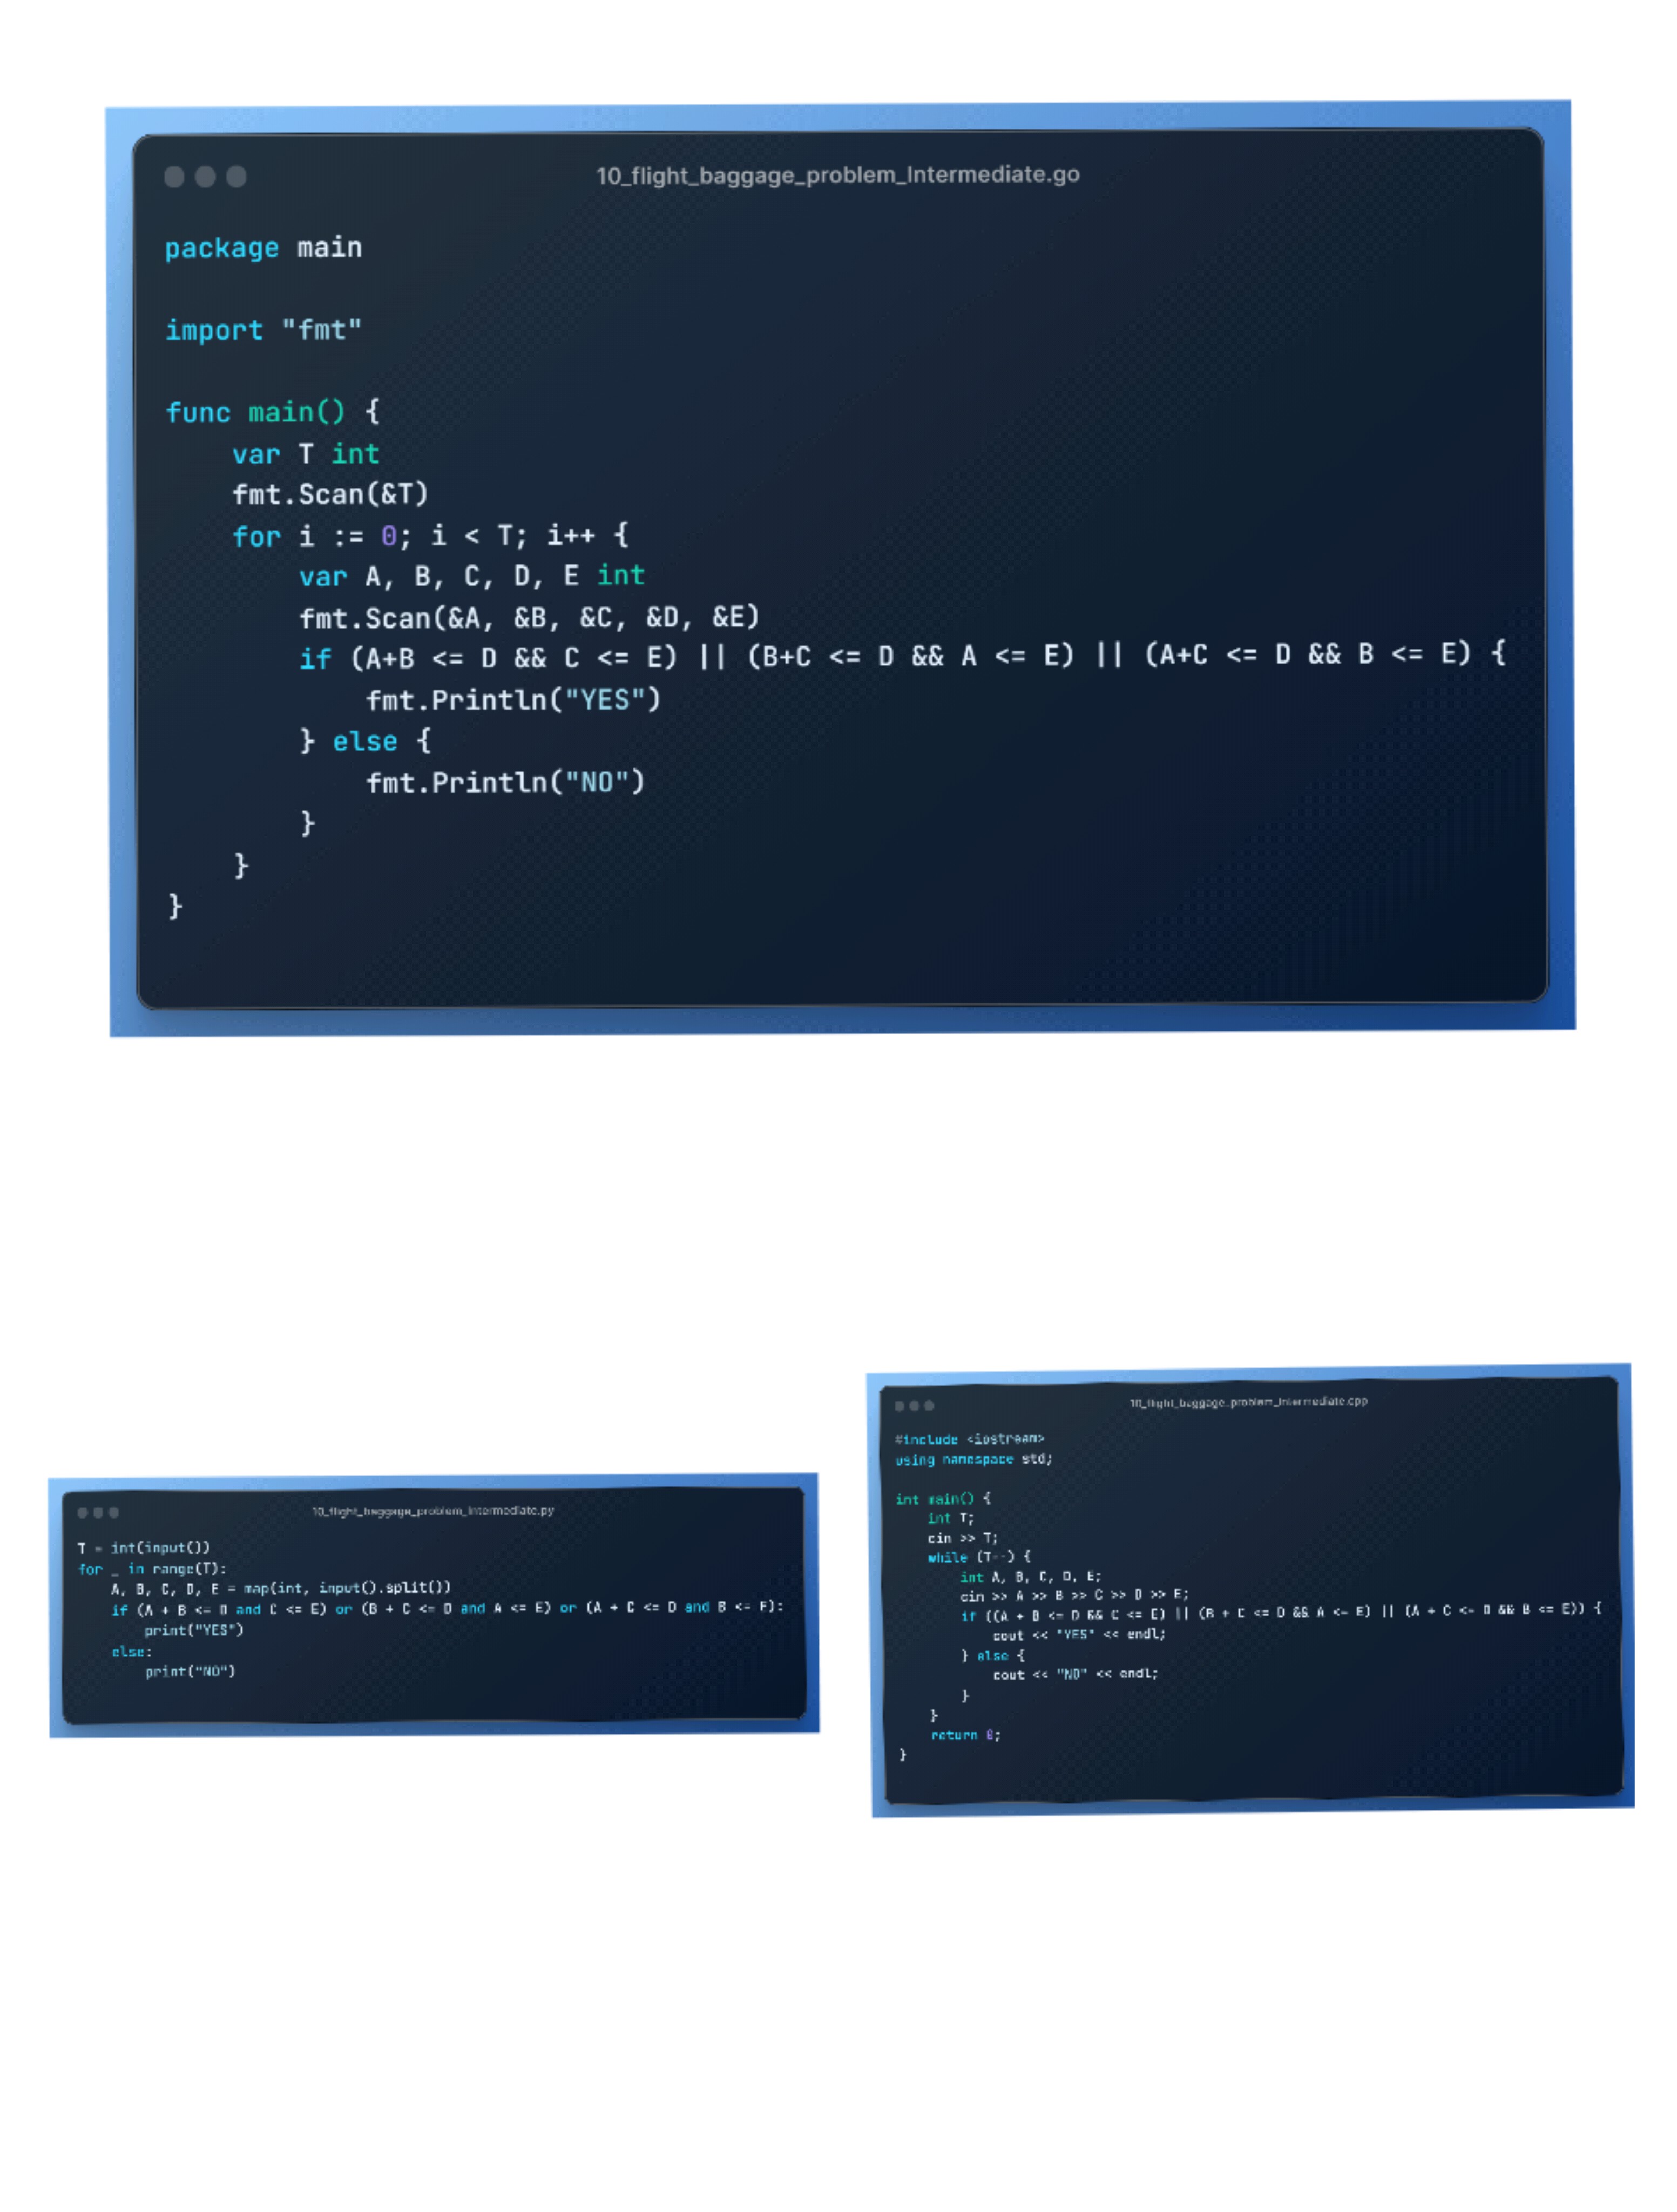 10_flight_baggage_problem_Intermediate.go
package main
import "fmt"
func main() {
    var T int
    fmt.Scan(&T)
    for i := 0; i < T; i++ {
        var A, B, C, D, E int
        fmt.Scan(&A, &B, &C, &D, &E)
        if (A+B <= D && C <= E) || (B+C <= D && A <= E) || (A+C <= D && B <= E) {
            fmt.Println("YES")
        } else {
            fmt.Println("NO")
        }
    }
}
10_flight_baggage_problem_Intermediate.py
T = int(input())
for _ in range(T):
    A, B, C, D, E = map(int, input().split())
    if (A + B <= D and C <= E) or (B + C <= D and A <= E) or (A + C <= D and B <= E):
        print("YES")
    else:
        print("NO")
10_flight_baggage_problem_Intermediate.cpp
#include <iostream>
using namespace std;
int main() {
    int T;
    cin >> T;
    while (T--) {
        int A, B, C, D, E;
        cin >> A >> B >> C >> D >> E;
        if ((A + B <= D && C <= E) || (B + C <= D && A <= E) || (A + C <= D && B <= E)) {
            cout << "YES" << endl;
        } else {
            cout << "NO" << endl;
        }
    }
    return 0;
}